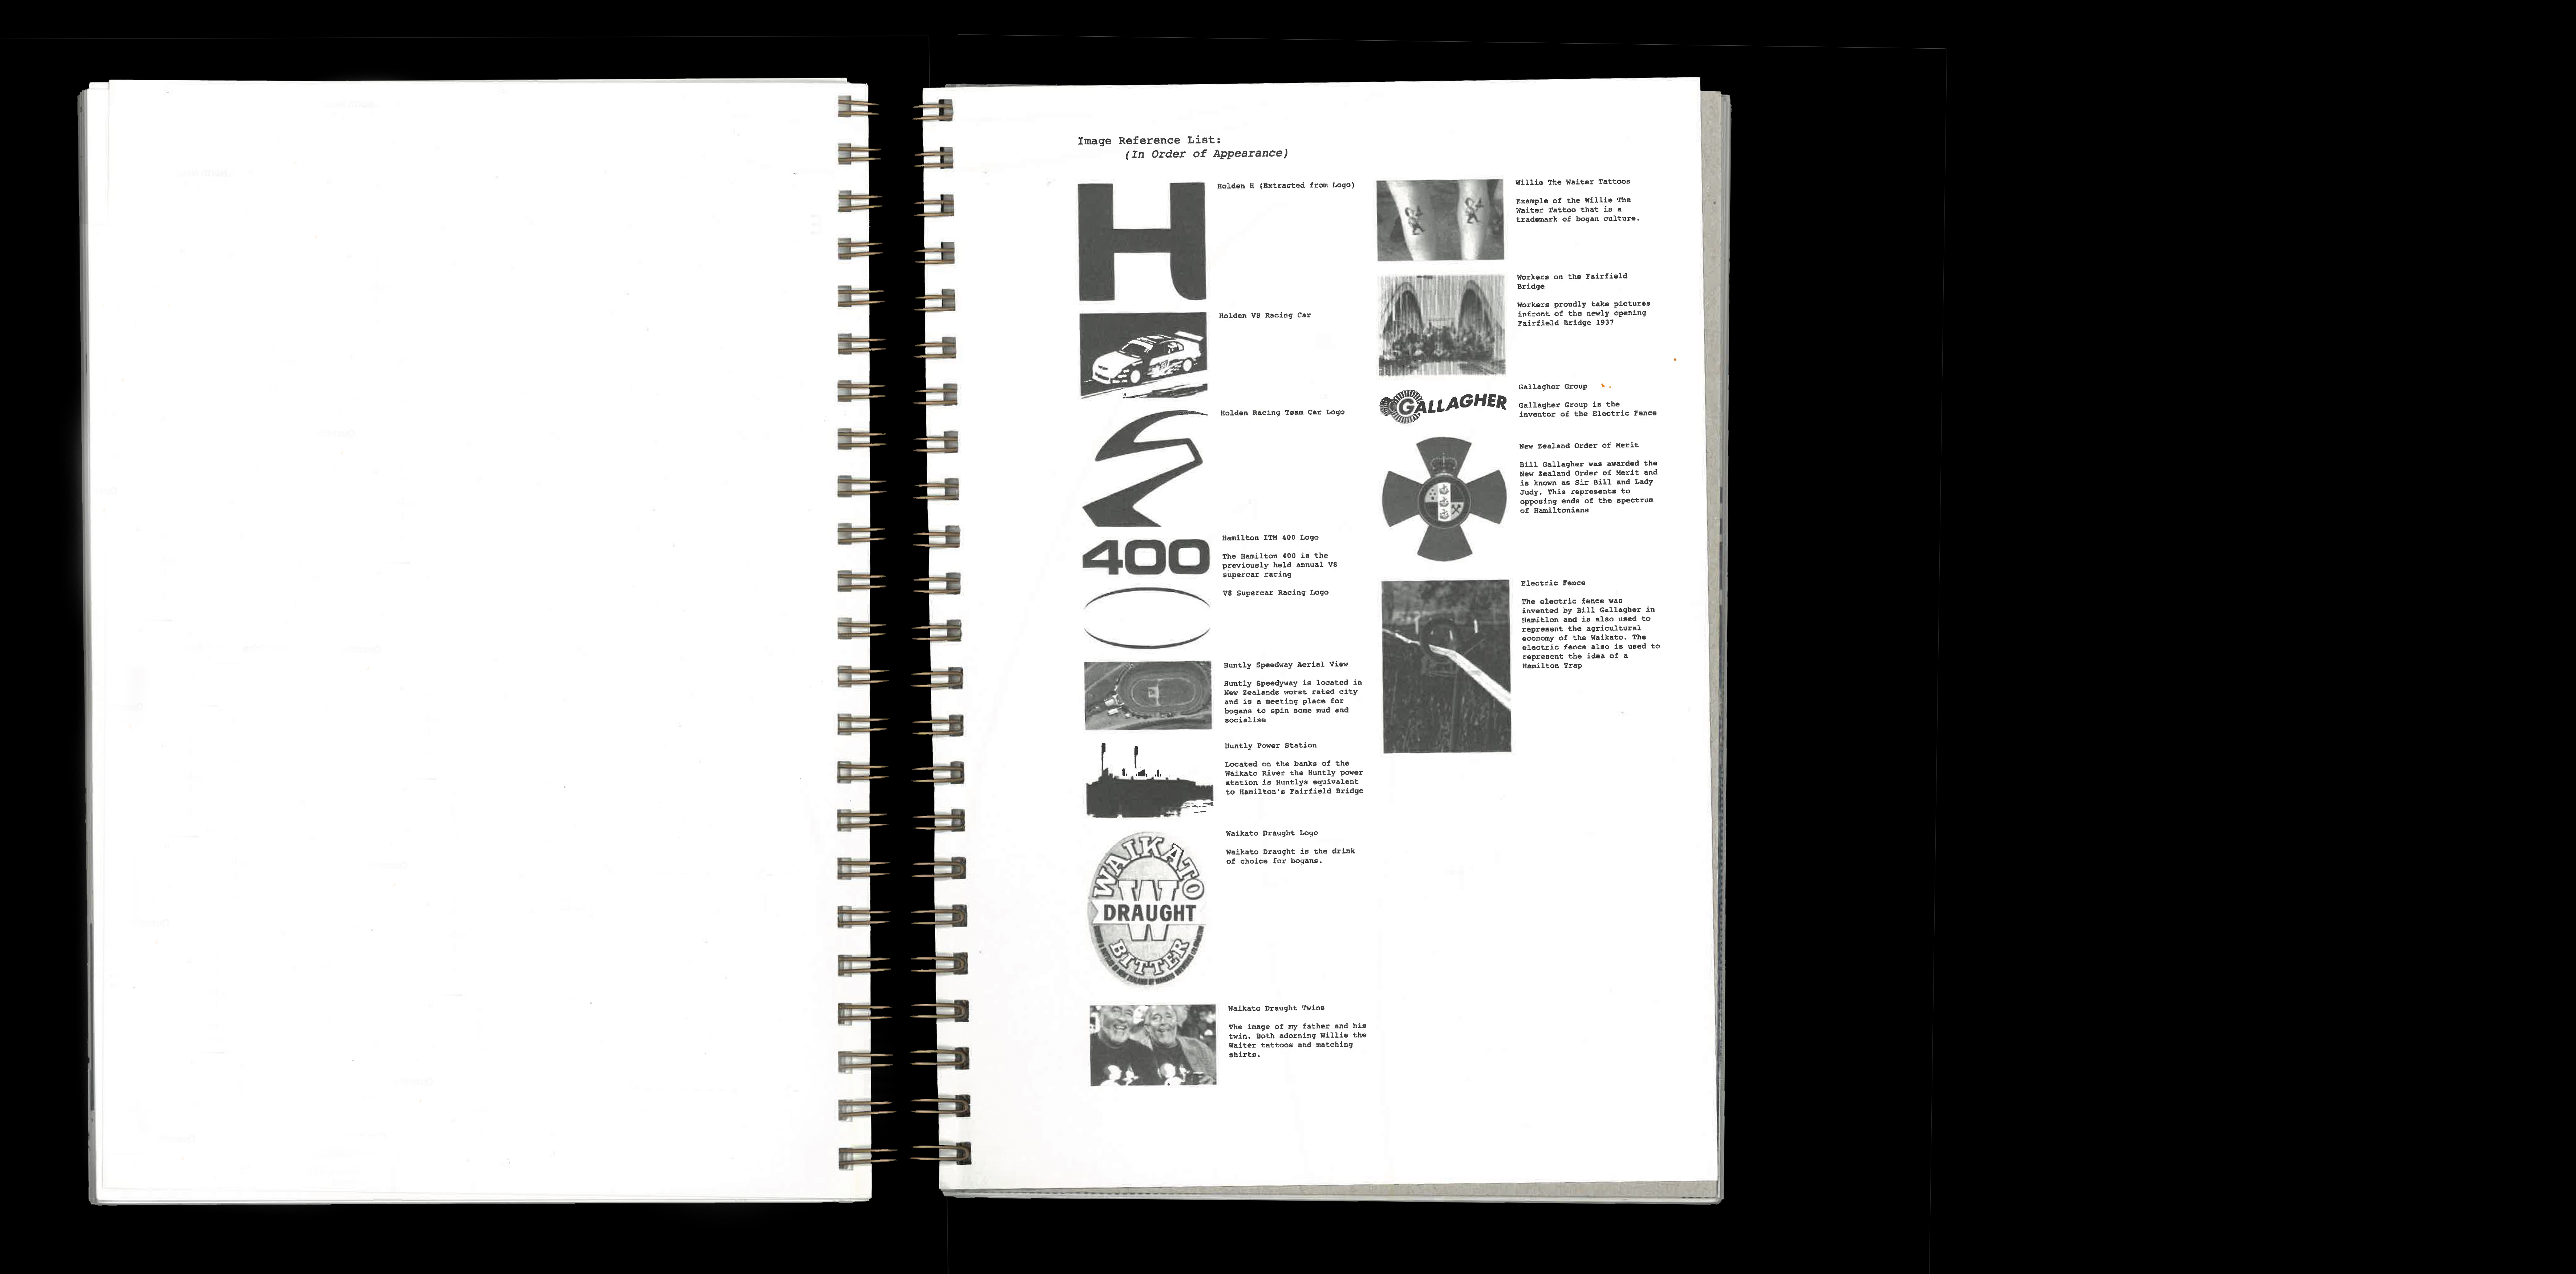 Image Reference List:
(In Order of Appearance)
Holden H (Extracted from Logo)
Holden V8 Racing Car
Holden Racing Team Car Logo
400
Hamilton ITM 400 Logo
The Hamilton 400 is the
previously held annual V8
supercar racing
V8 Supercar Racing Logo
Huntly Speedway Aerial View
Huntly Speedyway is located in
New Zealands worst rated city
and is a meeting place for
bogans to spin some mud and
socialise
Huntly Power Station
Located on the banks of the
Waikato River the Huntly power
station is Huntlys equivalent
to Hamilton's Fairfield Bridge
WAIKATO
W
DRAUGHT
BITTER
Waikato Draught Logo
Waikato Draught is the drink
of choice for bogans.
Waikato Draught Twins
The image of my father and his
twin. Both adorning Willie the
Waiter tattoos and matching
shirts.
Willie The Waiter Tattoos
Example of the Willie The
Waiter Tattoo that is a
trademark of bogan culture.
Workers on the Fairfield
Bridge
Workers proudly take pictures
infront of the newly opening
Fairfield Bridge 1937
GALLAGHER
Gallagher Group
Gallagher Group is the
inventor of the Electric Fence
New Zealand Order of Merit
Bill Gallagher was awarded the
New Zealand Order of Merit and
is known as Sir Bill and Lady
Judy. This represents to
opposing ends of the spectrum
of Hamiltonians
Electric Fence
The electric fence was
invented by Bill Gallagher in
Hamitlon and is also used to
represent the agricultural
economy of the Waikato. The
electric fence also is used to
represent the idea of a
Hamilton Trap